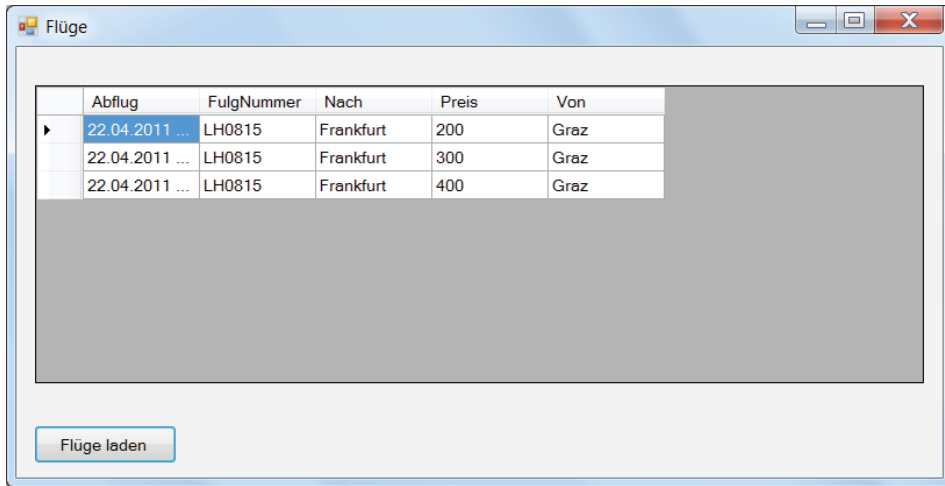 Flüge
Abflug FulgNummer Nach Preis Von
22.04.2011 ... LH0815 Frankfurt 200 Graz
22.04.2011 ... LH0815 Frankfurt 300 Graz
22.04.2011 ... LH0815 Frankfurt 400 Graz
Flüge laden